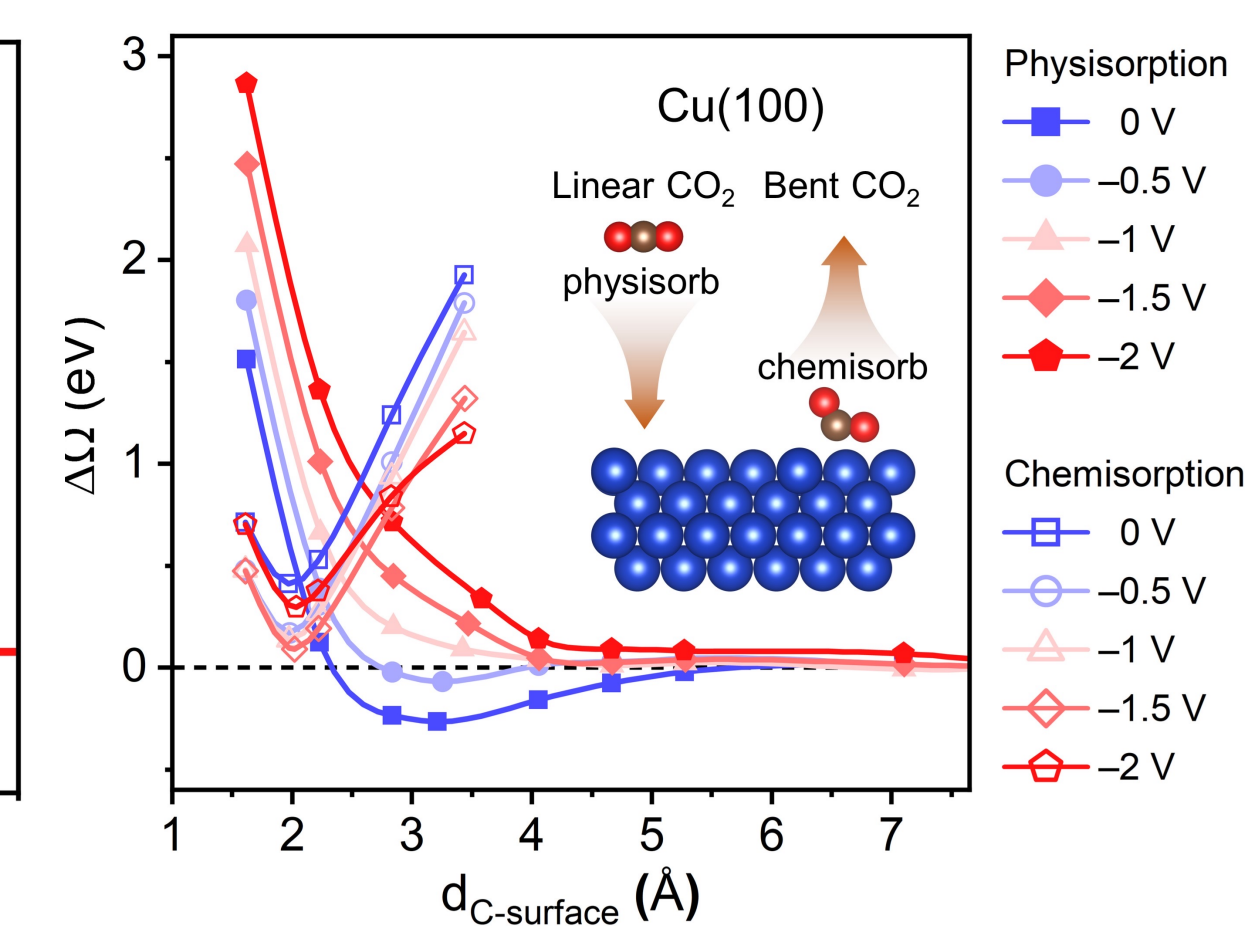 3
2
1
0
ΔΩ (eV)
1 2 3 4 5 6 7
d_C-surface (Å)
Cu(100)
Linear CO₂ Bent CO₂
physisorb
chemisorb
Physisorption
0 V
–0.5 V
–1 V
–1.5 V
–2 V
Chemisorption
0 V
–0.5 V
–1 V
–1.5 V
–2 V